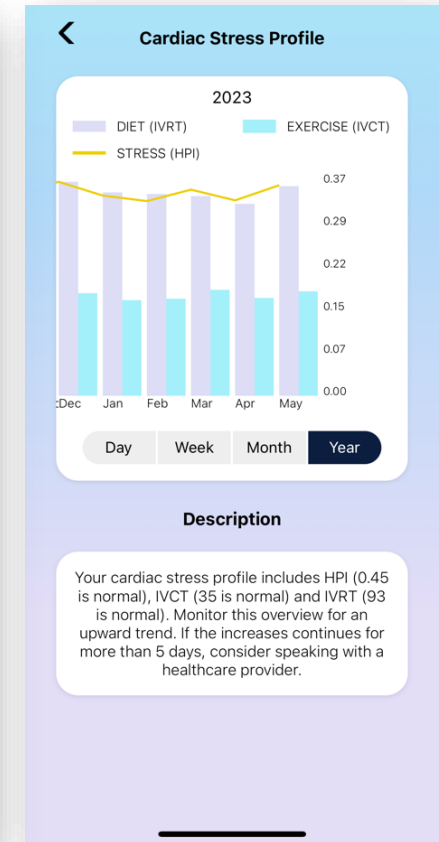 Cardiac Stress Profile
2023
DIET (IVRT) EXERCISE (IVCT)
STRESS (HPI)
0.37
0.29
0.22
0.15
0.07
0.00
:Dec Jan Feb Mar Apr May
Day Week Month Year
Description
Your cardiac stress profile includes HPI (0.45
is normal), IVCT (35 is normal) and IVRT (93
is normal). Monitor this overview for an
upward trend. If the increases continues for
more than 5 days, consider speaking with a
healthcare provider.